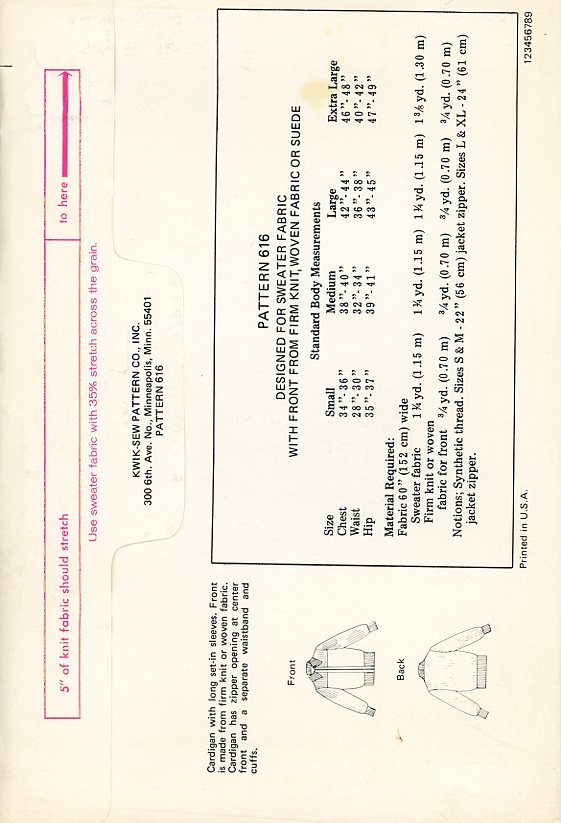 5" of knit fabric should stretch to here
Use sweater fabric with 35% stretch across the grain.
KWIK-SEW PATTERN CO., INC.
300 6th. Ave. No., Minneapolis, Minn. 55401
PATTERN 616
Cardigan with long set-in sleeves. Front
is made from firm knit or woven fabric.
Cardigan has zipper opening at center
front and a separate waistband and
cuffs.
Front
Back
PATTERN 616
DESIGNED FOR SWEATER FABRIC
WITH FRONT FROM FIRM KNIT, WOVEN FABRIC OR SUEDE
Standard Body Measurements
Size Small Medium Large Extra Large
Chest 34"-36" 38"-40" 42"-44" 46"-48"
Waist 28"-30" 32"-34" 36"-38" 40"-42"
Hip 35"-37" 39"-41" 43"-45" 47"-49"
Material Required:
Fabric 60" (152 cm) wide
Sweater fabric 1¼ yd. (1.15 m) 1¼ yd. (1.15 m) 1¼ yd. (1.15 m) 1⅜ yd. (1.30 m)
Firm knit or woven
fabric for front ¾ yd. (0.70 m) ¾ yd. (0.70 m) ¾ yd. (0.70 m) ¾ yd. (0.70 m)
Notions; Synthetic thread. Sizes S & M - 22" (56 cm) jacket zipper. Sizes L & XL - 24" (61 cm)
jacket zipper.
Printed in U.S.A.
123456789